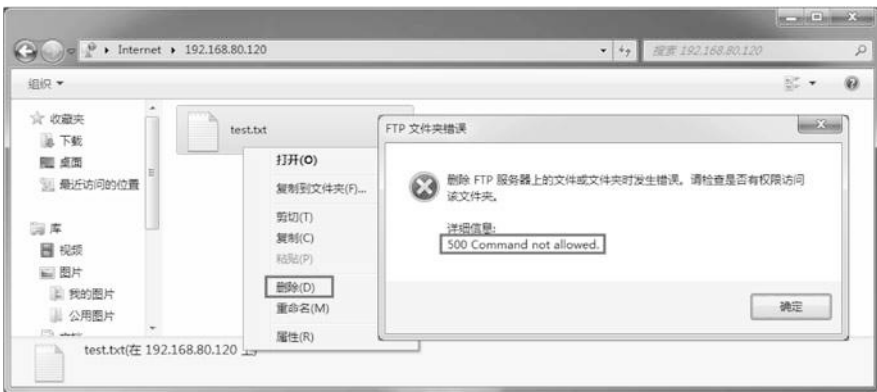 Internet ▸ 192.168.80.120
搜索 192.168.80.120
组织 ▼
收藏夹
下载
桌面
最近访问的位置
库
视频
图片
我的图片
公用图片
test.txt
打开(O)
复制到文件夹(F)...
剪切(T)
复制(C)
粘贴(P)
删除(D)
重命名(M)
属性(R)
FTP 文件夹错误
删除 FTP 服务器上的文件或文件夹时发生错误。请检查是否有权限访问
该文件夹。
详细信息:
500 Command not allowed.
确定
test.txt(在 192.168.80.120